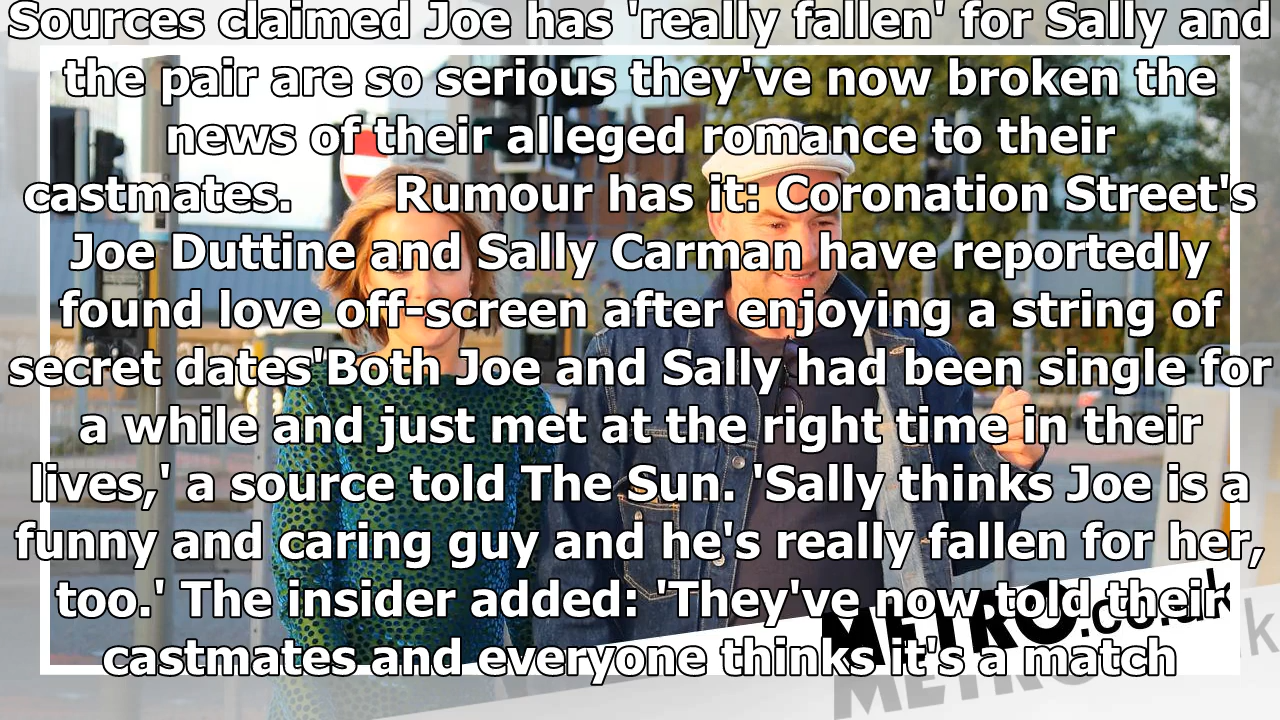 Sources claimed Joe has 'really fallen' for Sally and
the pair are so serious they've now broken the
news of their alleged romance to their
castmates. Rumour has it: Coronation Street's
Joe Duttine and Sally Carman have reportedly
found love off-screen after enjoying a string of
secret dates'Both Joe and Sally had been single for
a while and just met at the right time in their
lives,' a source told The Sun. 'Sally thinks Joe is a
funny and caring guy and he's really fallen for her,
too.' The insider added: 'They've now told their
castmates and everyone thinks it's a match
METRO.co.uk